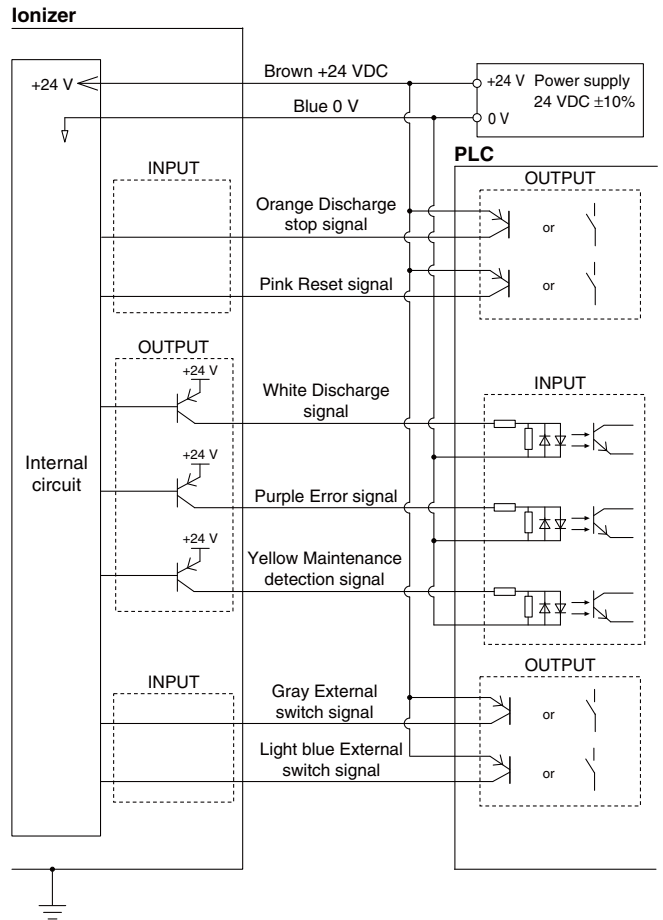 Ionizer
Brown +24 VDC
+24 V
+24 V Power supply
24 VDC ±10%
Blue 0 V
0 V
PLC
INPUT
OUTPUT
Orange Discharge
stop signal
or
Pink Reset signal
or
OUTPUT
+24 V
White Discharge
signal
INPUT
Internal
circuit
+24 V
Purple Error signal
+24 V
Yellow Maintenance
detection signal
INPUT
OUTPUT
Gray External
switch signal
or
Light blue External
switch signal
or